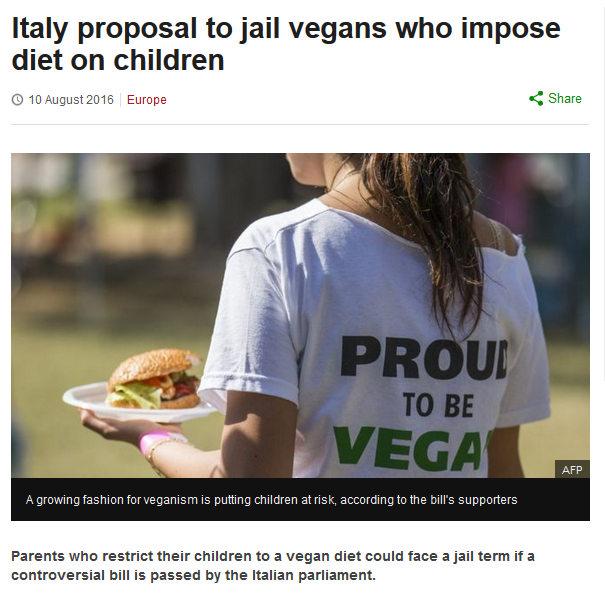 Italy proposal to jail vegans who impose
diet on children
10 August 2016 Europe
Share
PROUD
TO BE
VEGA
AFP
A growing fashion for veganism is putting children at risk, according to the bill's supporters
Parents who restrict their children to a vegan diet could face a jail term if a
controversial bill is passed by the Italian parliament.